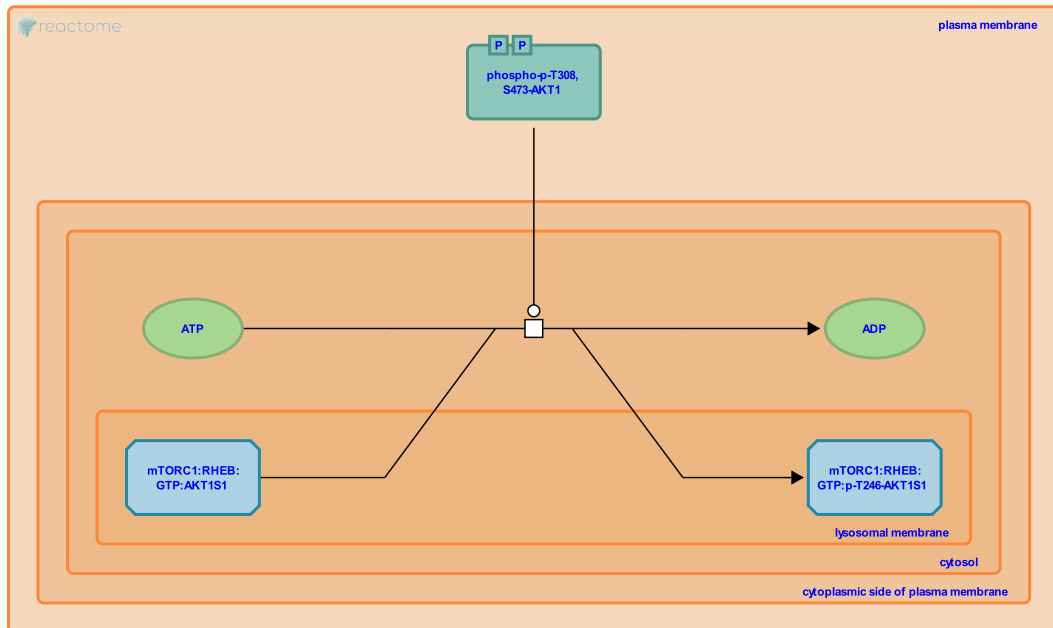 reactome
plasma membrane
P P
phospho-p-T308,
S473-AKT1
ATP
ADP
mTORC1:RHEB:
GTP:AKT1S1
mTORC1:RHEB:
GTP:p-T246-AKT1S1
lysosomal membrane
cytosol
cytoplasmic side of plasma membrane